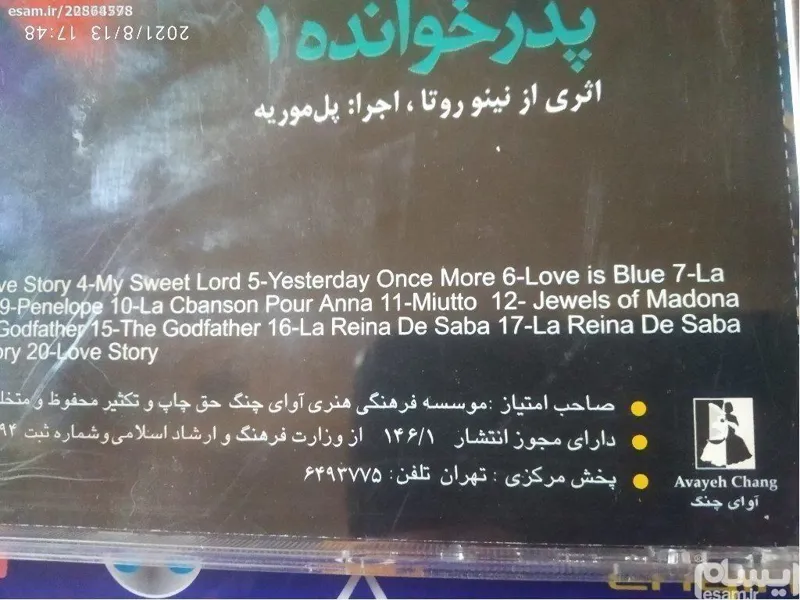 esam.ir/
2021/8/13 17:48
پدرخوانده ۱
اثری از نینو روتا ، اجرا: پل موریه
Story 4-My Sweet Lord 5-Yesterday Once More 6-Love is Blue 7-La
9-Penelope 10-La Cbanson Pour Anna 11-Miutto 12- Jewels of Madona
Godfather 15-The Godfather 16-La Reina De Saba 17-La Reina De Saba
20-Love Story
صاحب امتیاز :موسسه فرهنگی هنری آوای چنگ حق چاپ و تکثیر محفوظ و
دارای مجوز انتشار ۱۴۶/۱ از وزارت فرهنگ و ارشاد اسلامی وشماره ثبت
پخش مرکزی : تهران تلفن: ۶۴۹۳۷۷۵
Avayeh Chang
آوای چنگ
ایسام
esam.ir